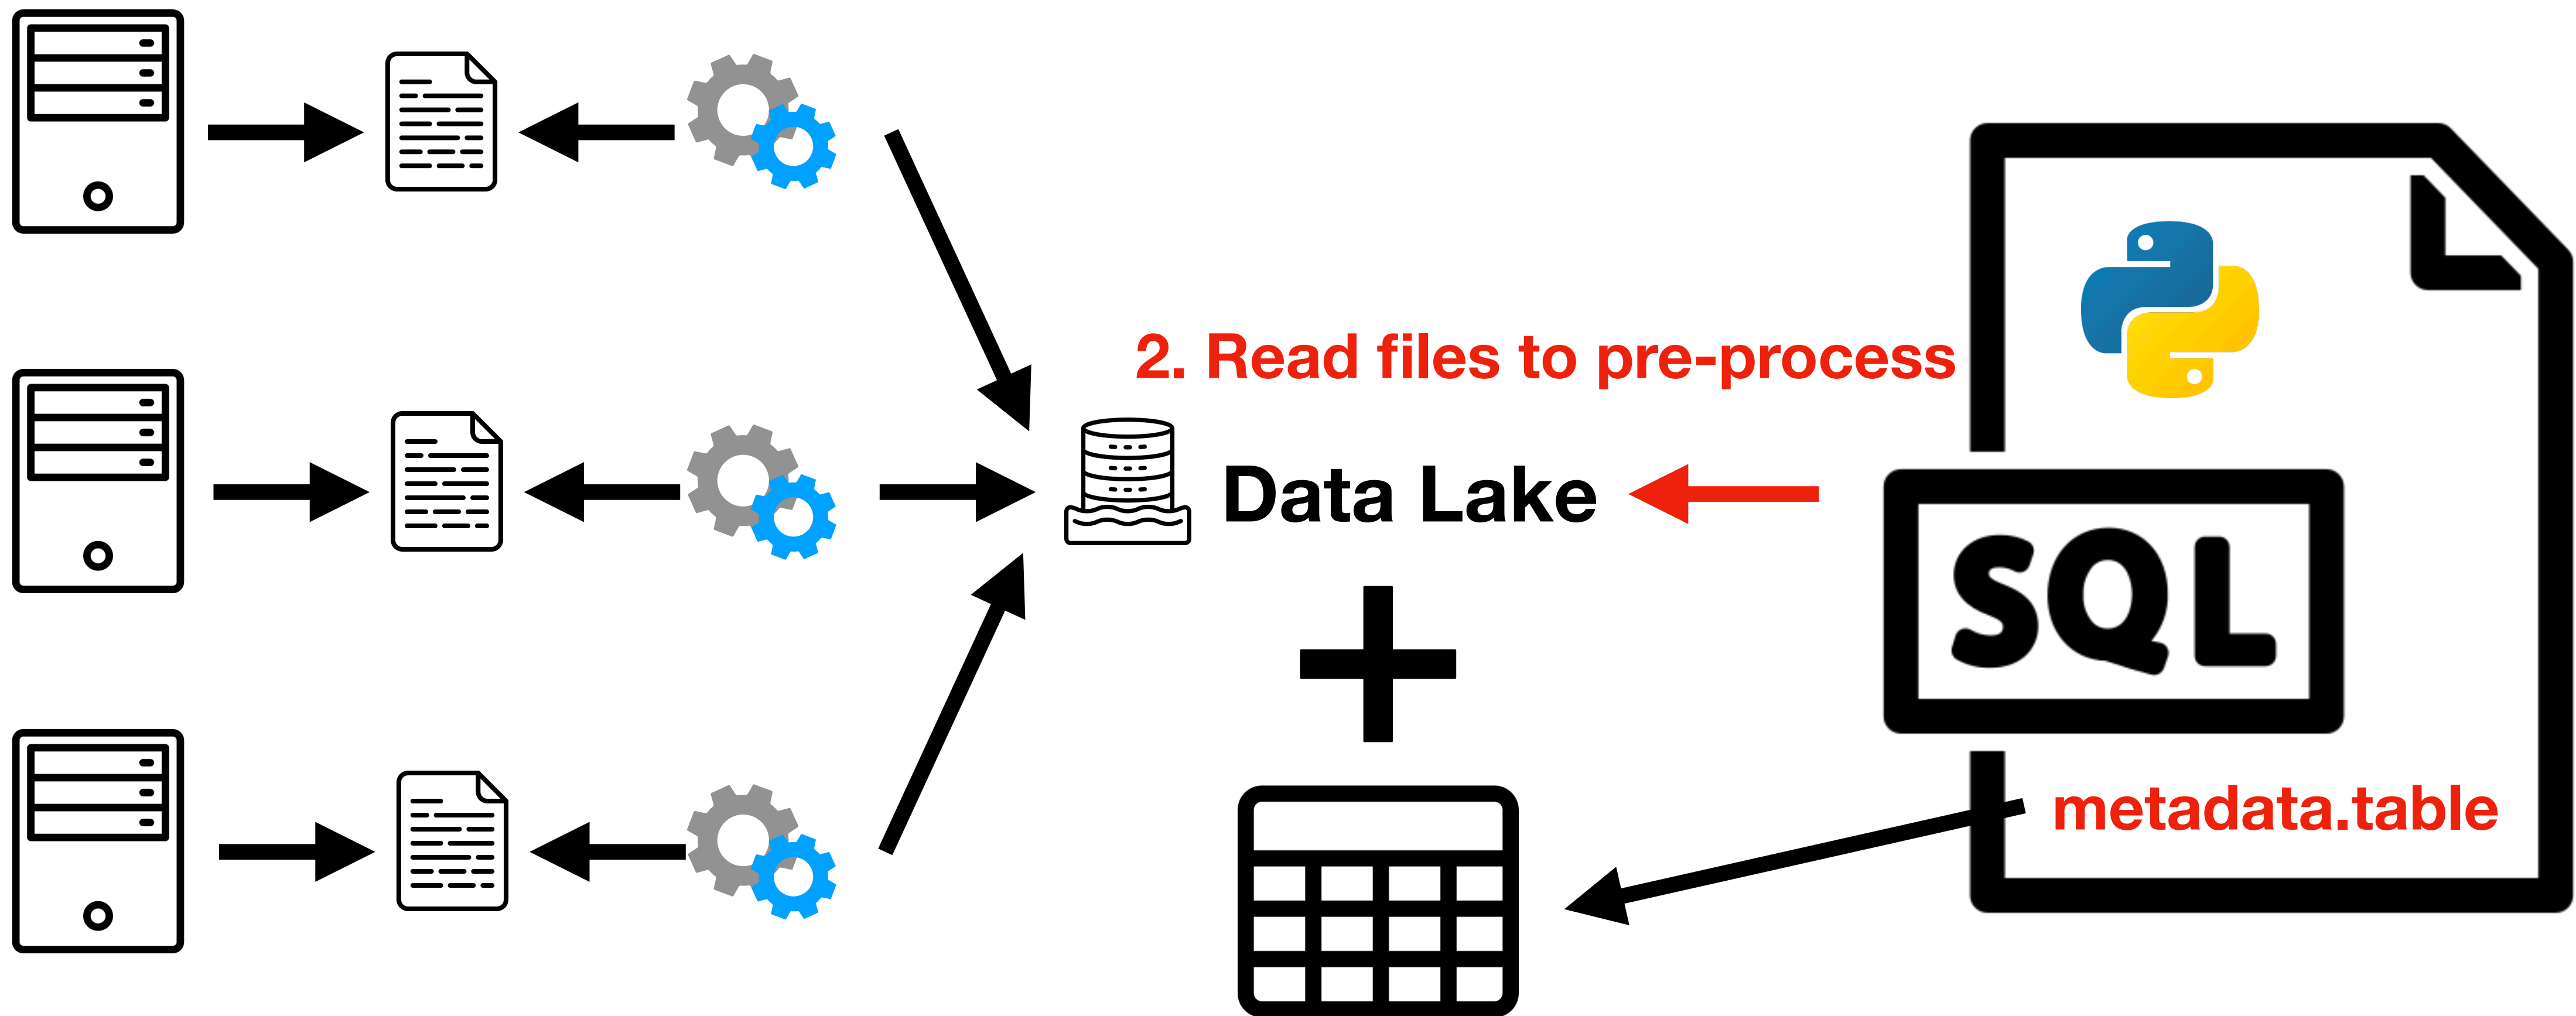 2. Read files to pre-process
Data Lake
SQL
metadata.table